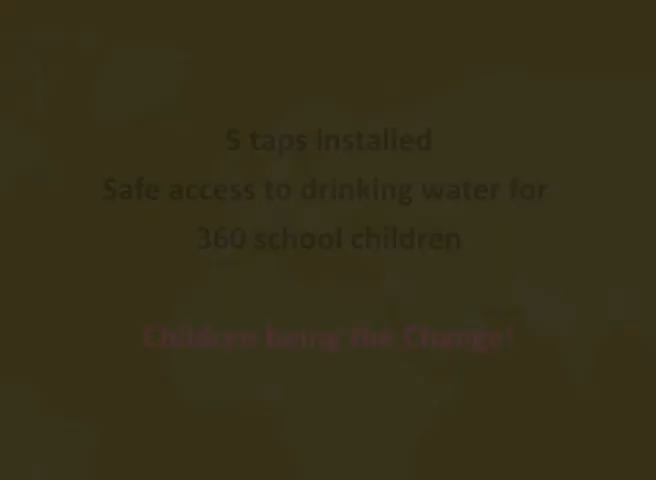 5 taps installed
Safe access to drinking water for
360 school children
Children being the Change!